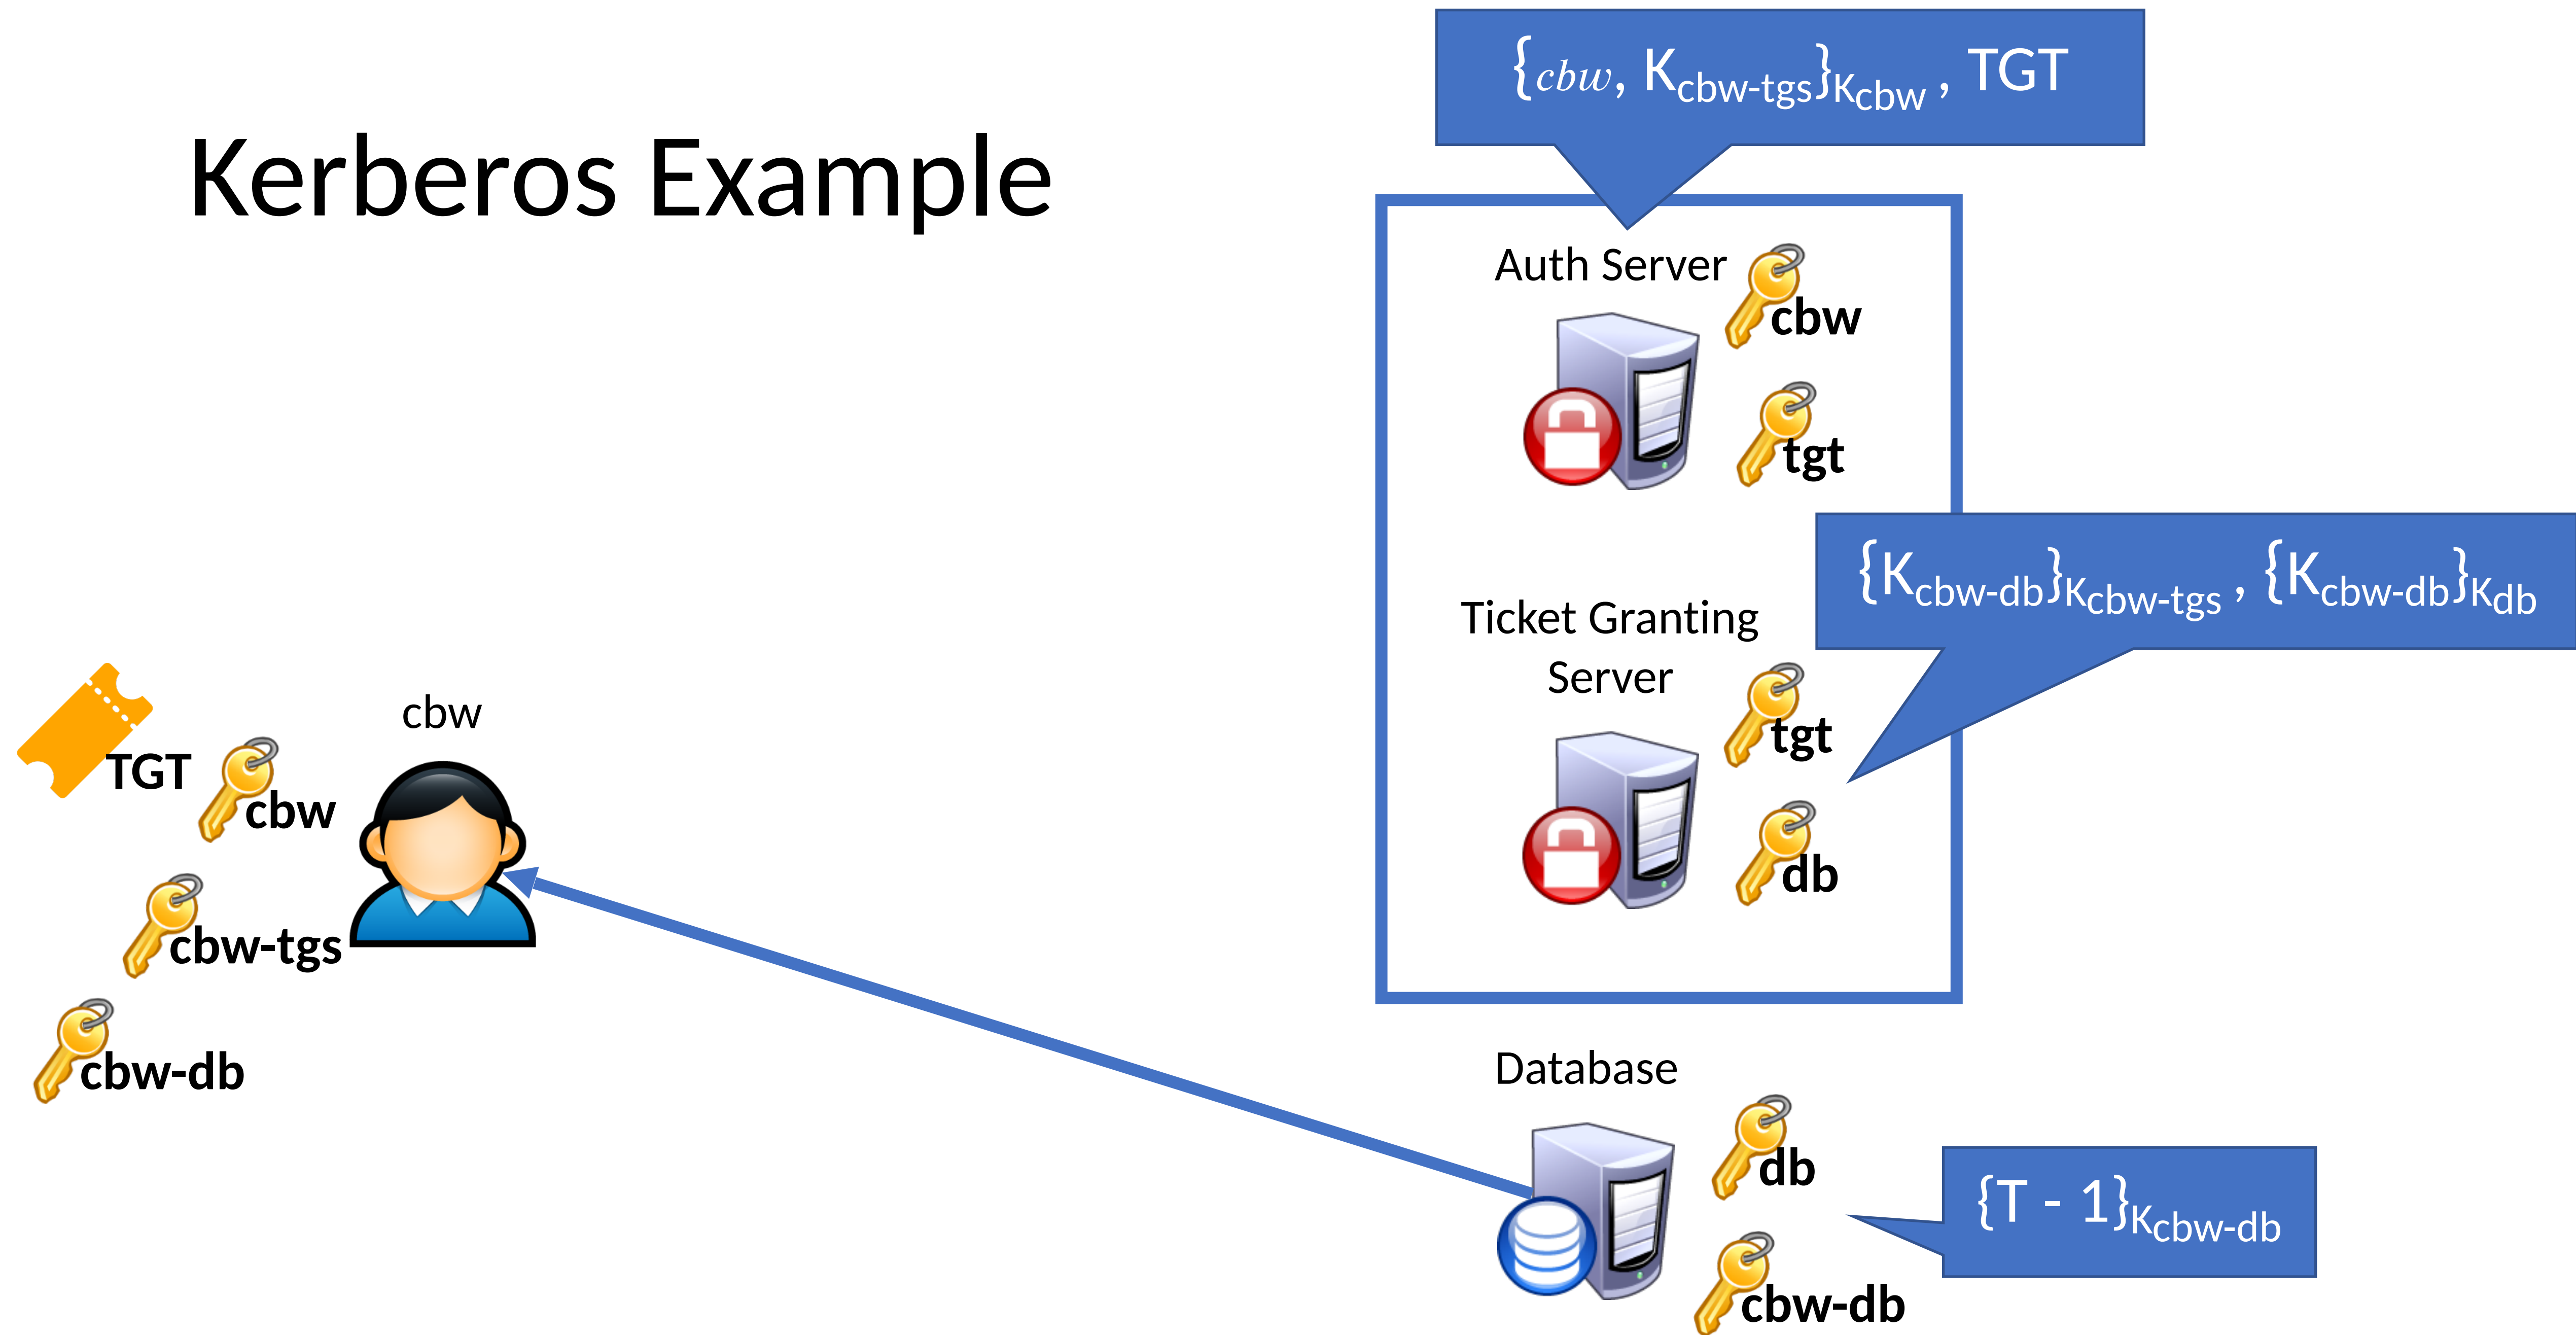 {cbw, Kcbw-tgs}Kcbw , TGT
Kerberos Example
Auth Server
cbw
tgt
{Kcbw-db}Kcbw-tgs , {Kcbw-db}Kdb
Ticket Granting
Server
tgt
db
cbw
TGT
cbw
cbw-tgs
cbw-db
Database
db
{T - 1}Kcbw-db
cbw-db